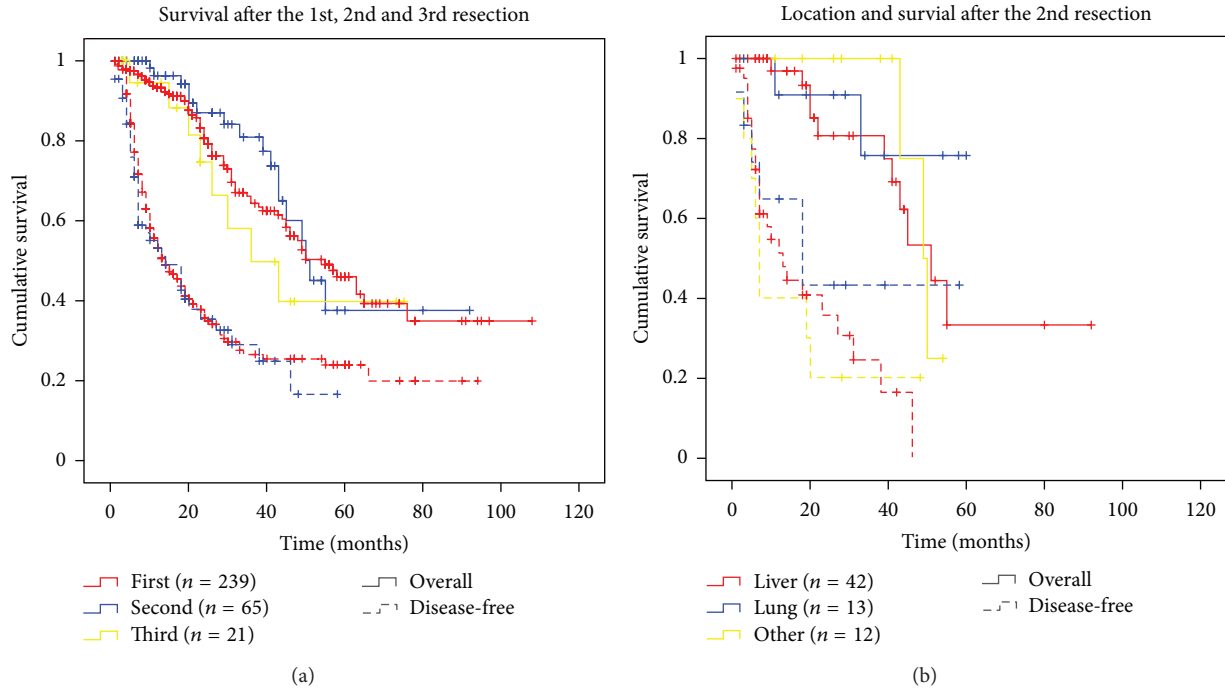 Survival after the 1st, 2nd and 3rd resection
1
0.8
0.6
0.4
0.2
0
Cumulative survival
0 20 40 60 80 100 120
Time (months)
First (n = 239)
Second (n = 65)
Third (n = 21)
Overall
Disease-free
(a)
Location and survial after the 2nd resection
1
0.8
0.6
0.4
0.2
0
Cumulative survival
0 20 40 60 80 100 120
Time (months)
Liver (n = 42)
Lung (n = 13)
Other (n = 12)
Overall
Disease-free
(b)